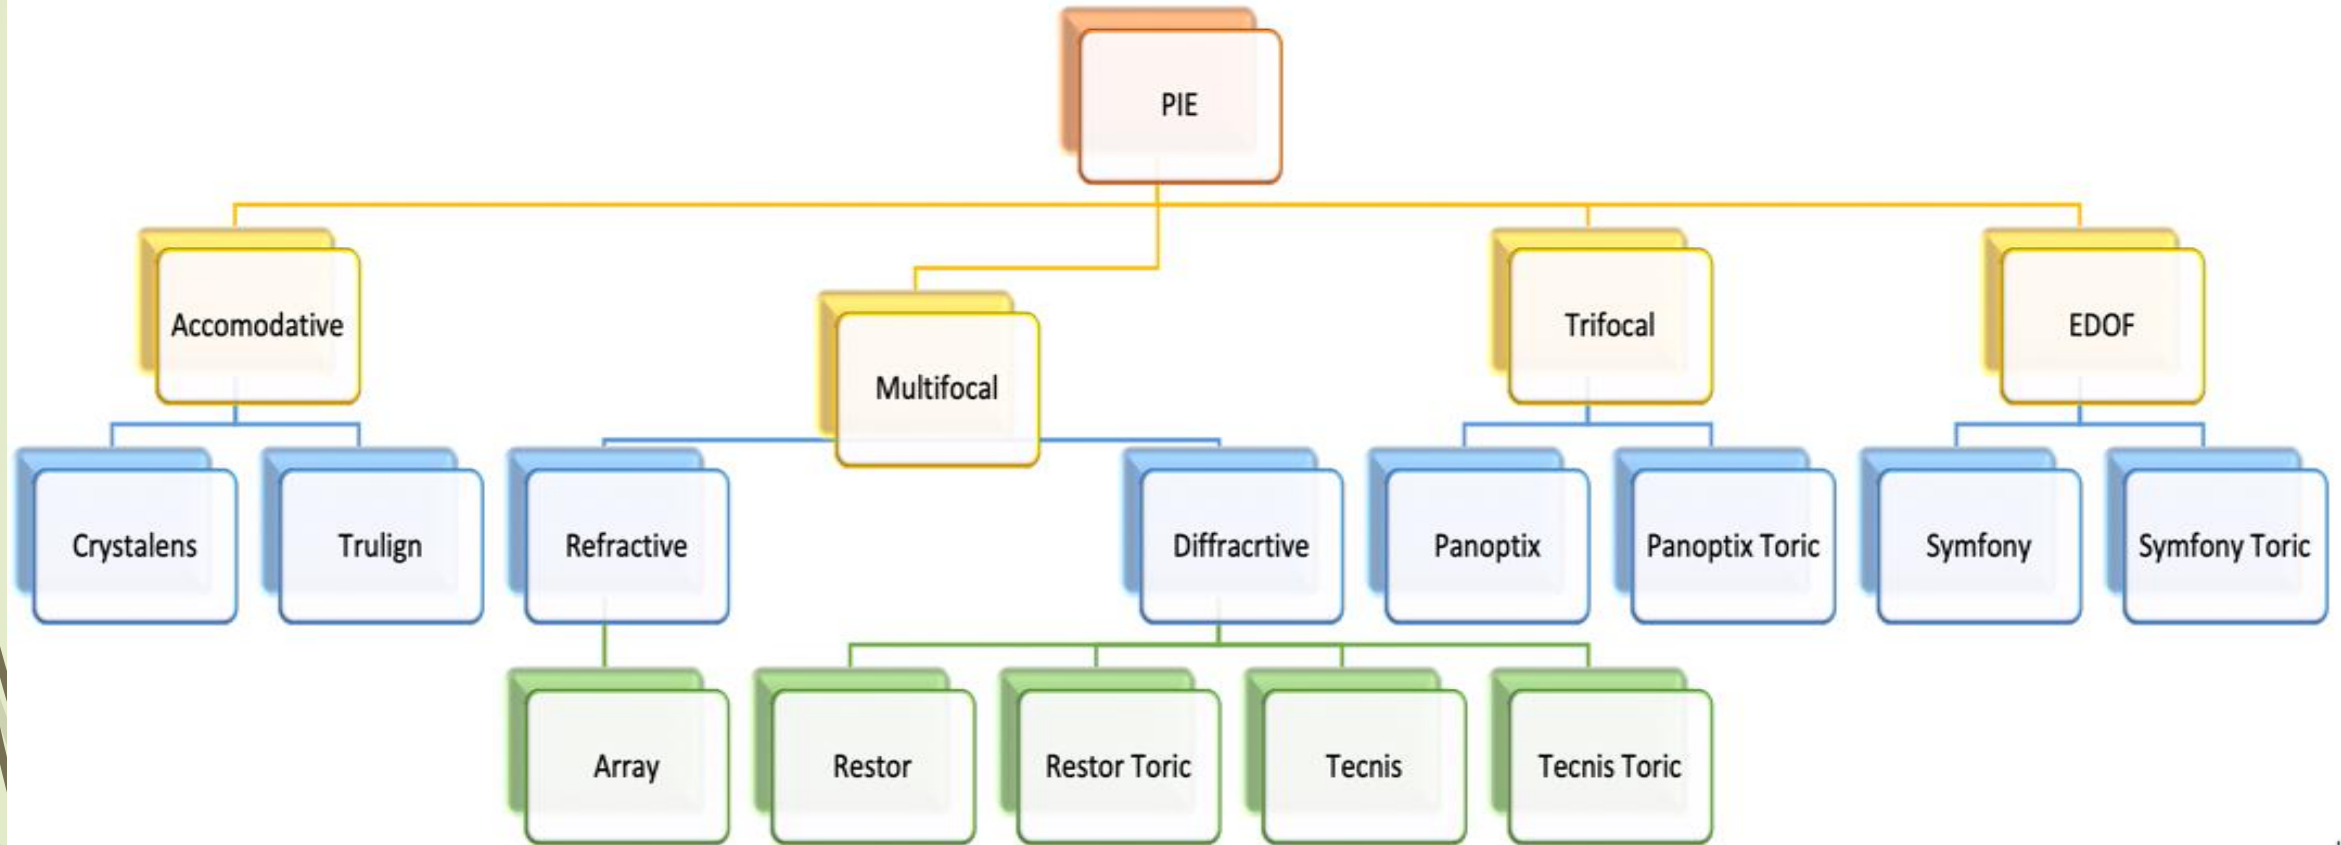 PIE
Accomodative
Multifocal
Trifocal
EDOF
Crystalens
Trulign
Refractive
Diffracrtive
Panoptix
Panoptix Toric
Symfony
Symfony Toric
Array
Restor
Restor Toric
Tecnis
Tecnis Toric